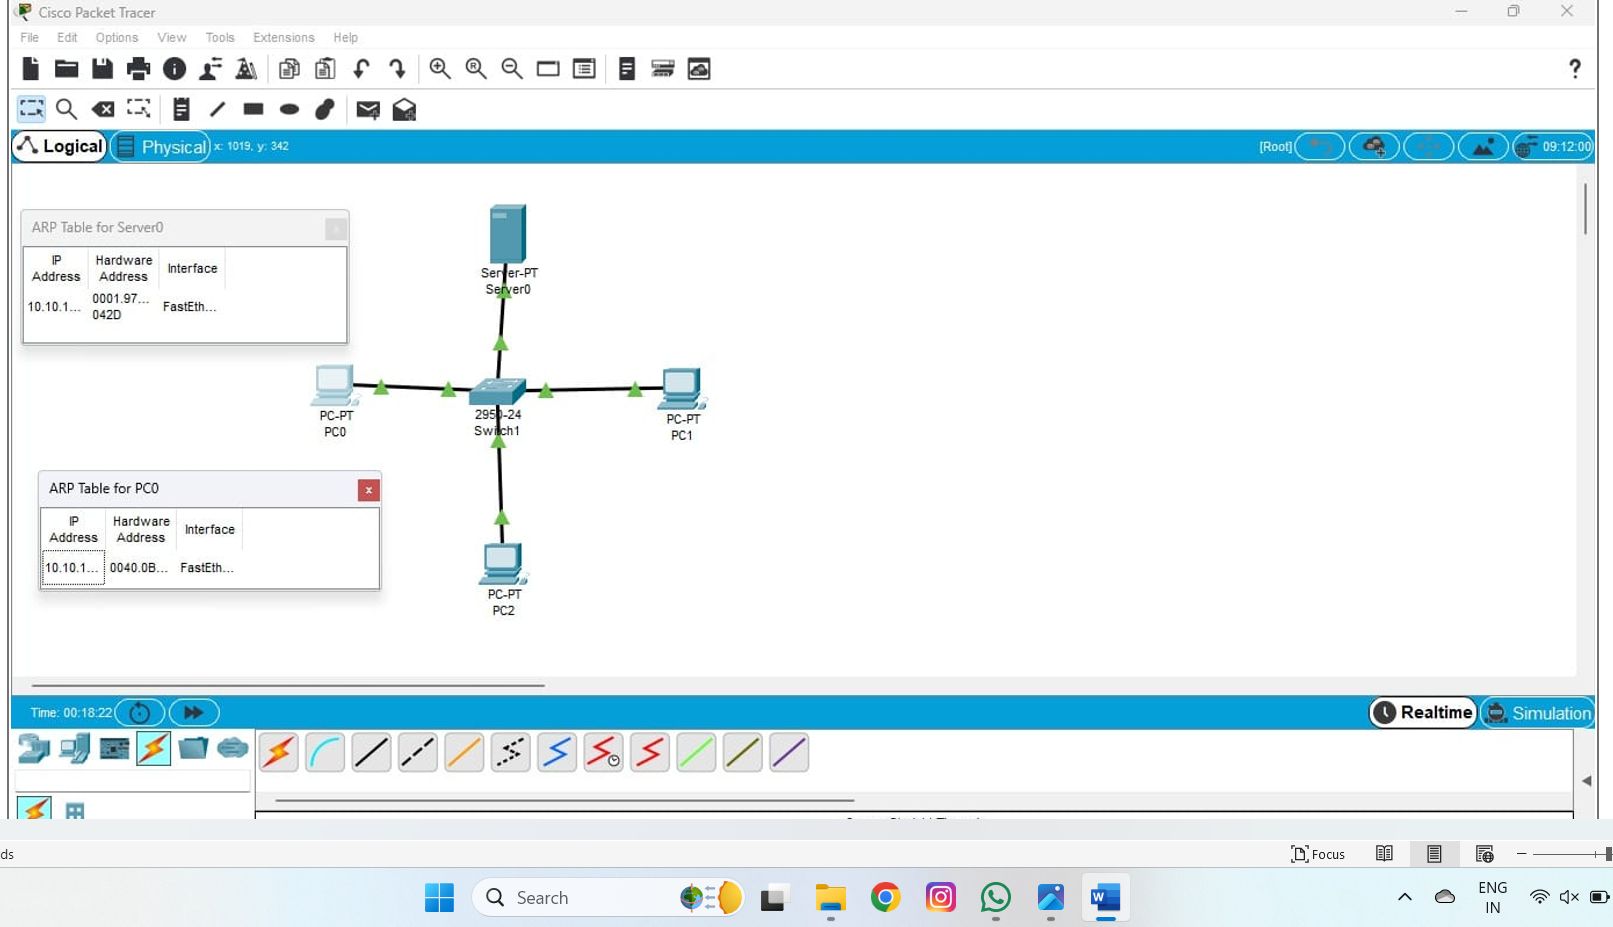 Cisco Packet Tracer
File Edit Options View Tools Extensions Help
Logical Physical x: 1019, y: 342 [Root] 09:12:00
ARP Table for Server0 x
IP Address Hardware Address Interface
10.10.1... 0001.97... 042D FastEth...
Server-PT
Server0
PC-PT
PC0
2950-24
Switch1
PC-PT
PC1
ARP Table for PC0 x
IP Address Hardware Address Interface
10.10.1... 0040.0B... FastEth...
PC-PT
PC2
Time: 00:18:22 Realtime Simulation
ds Focus
Search
ENG
IN